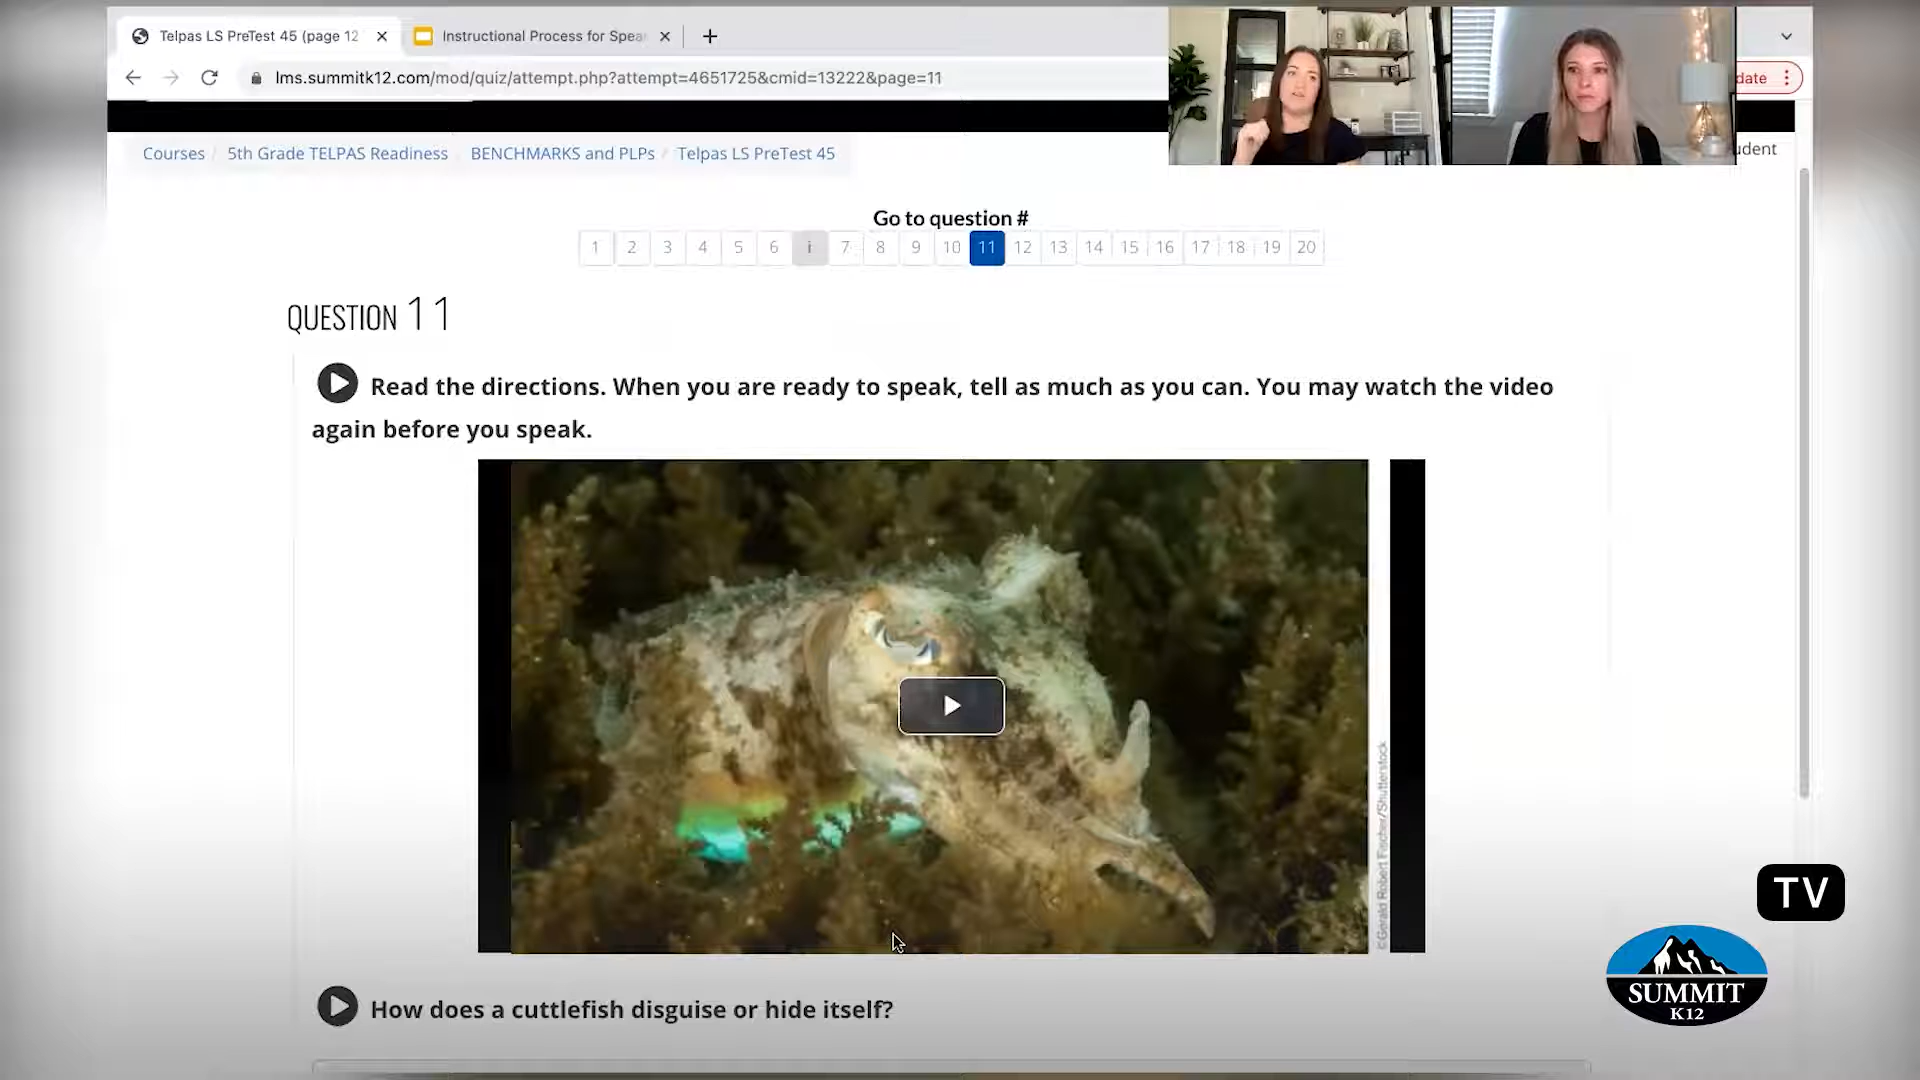 Telpas LS PreTest 45 (page 12
Instructional Process for Spea
lms.summitk12.com/mod/quiz/attempt.php?attempt=4651725&cmid=13222&page=11
date
Courses / 5th Grade TELPAS Readiness / BENCHMARKS and PLPs / Telpas LS PreTest 45
udent
Go to question #
1 2 3 4 5 6 i 7 8 9 10 11 12 13 14 15 16 17 18 19 20
QUESTION 11
Read the directions. When you are ready to speak, tell as much as you can. You may watch the video
again before you speak.
©Gerald Robert Fischer/Shutterstock
How does a cuttlefish disguise or hide itself?
TV
SUMMIT
K12